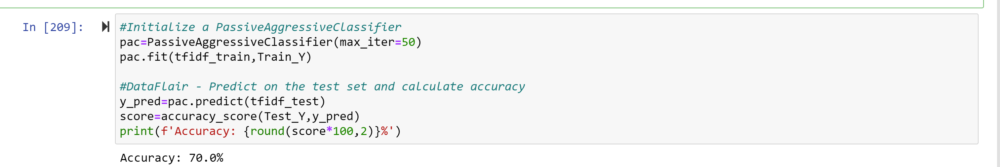 In [209]:
#Initialize a PassiveAggressiveClassifier
pac=PassiveAggressiveClassifier(max_iter=50)
pac.fit(tfidf_train,Train_Y)
#DataFlair - Predict on the test set and calculate accuracy
y_pred=pac.predict(tfidf_test)
score=accuracy_score(Test_Y,y_pred)
print(f'Accuracy: {round(score*100,2)}%')
Accuracy: 70.0%